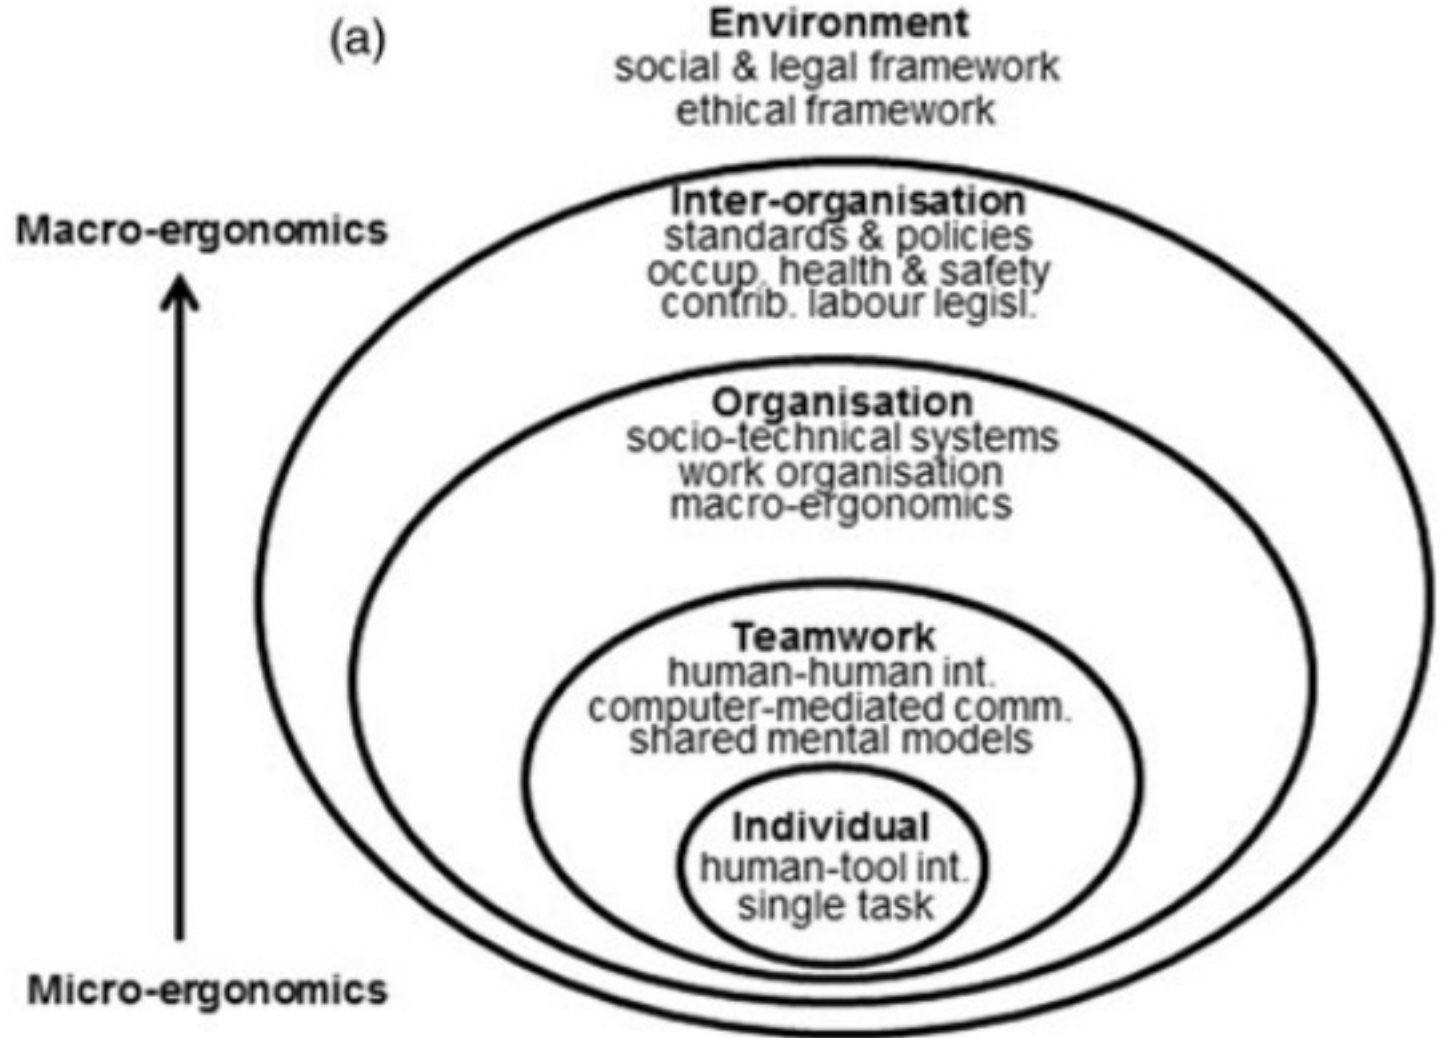 (a)
Environment
social & legal framework
ethical framework
Macro-ergonomics
Inter-organisation
standards & policies
occup. health & safety
contrib. labour legisl.
Organisation
socio-technical systems
work organisation
macro-ergonomics
Teamwork
human-human int.
computer-mediated comm.
shared mental models
Individual
human-tool int.
single task
Micro-ergonomics